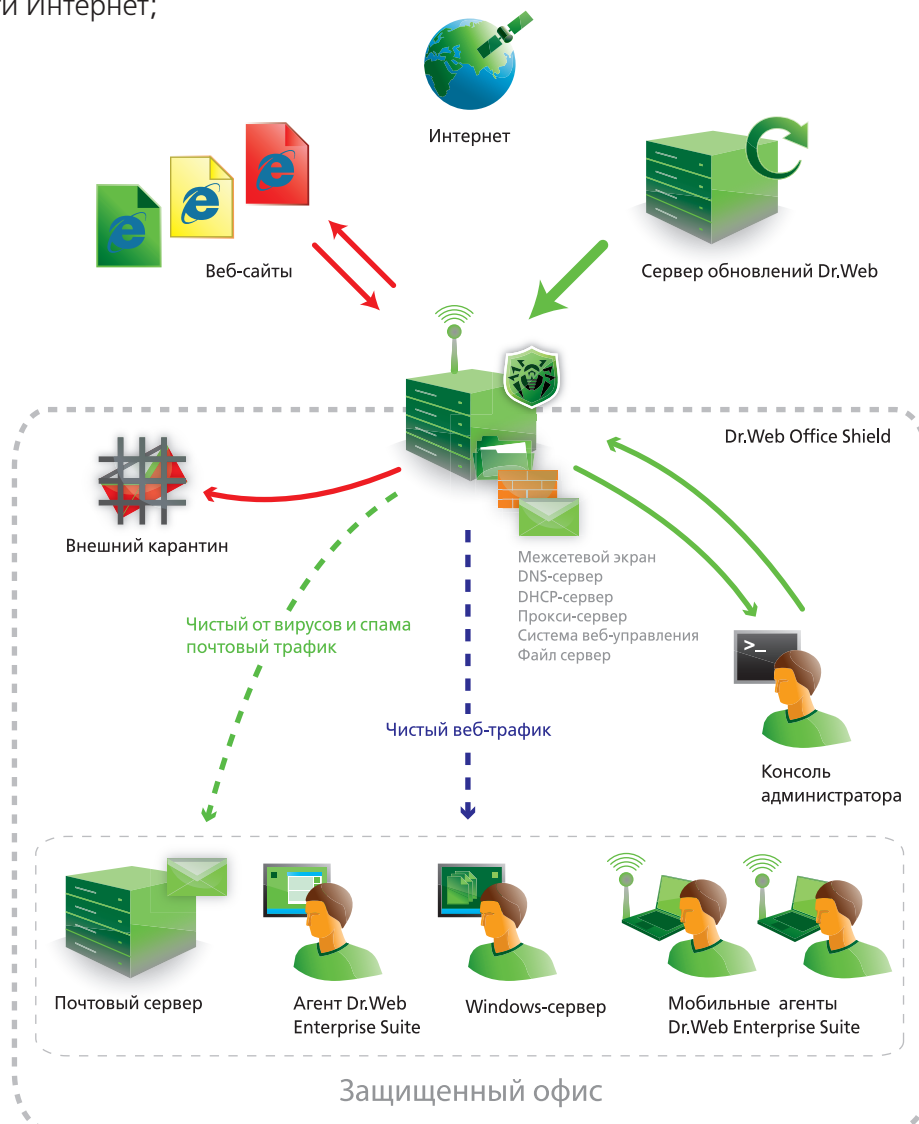 ти Интернет;
Интернет
Веб-сайты
Сервер обновлений Dr.Web
Dr.Web Office Shield
Внешний карантин
Межсетевой экран
DNS-сервер
DHCP-сервер
Прокси-сервер
Система веб-управления
Файл сервер
Чистый от вирусов и спама
почтовый трафик
>_
Чистый веб-трафик
Консоль
администратора
Почтовый сервер
Агент Dr.Web
Enterprise Suite
Windows-сервер
Мобильные агенты
Dr.Web Enterprise Suite
Защищенный офис